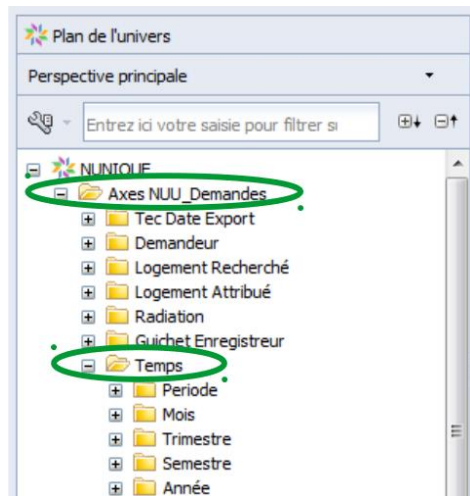 Plan de l'univers
Perspective principale
Entrez ici votre saisie pour filtrer su
NUNIQUE
Axes NUU_Demandes
Tec Date Export
Demandeur
Logement Recherché
Logement Attribué
Radiation
Guichet Enregistreur
Temps
Periode
Mois
Trimestre
Semestre
Année